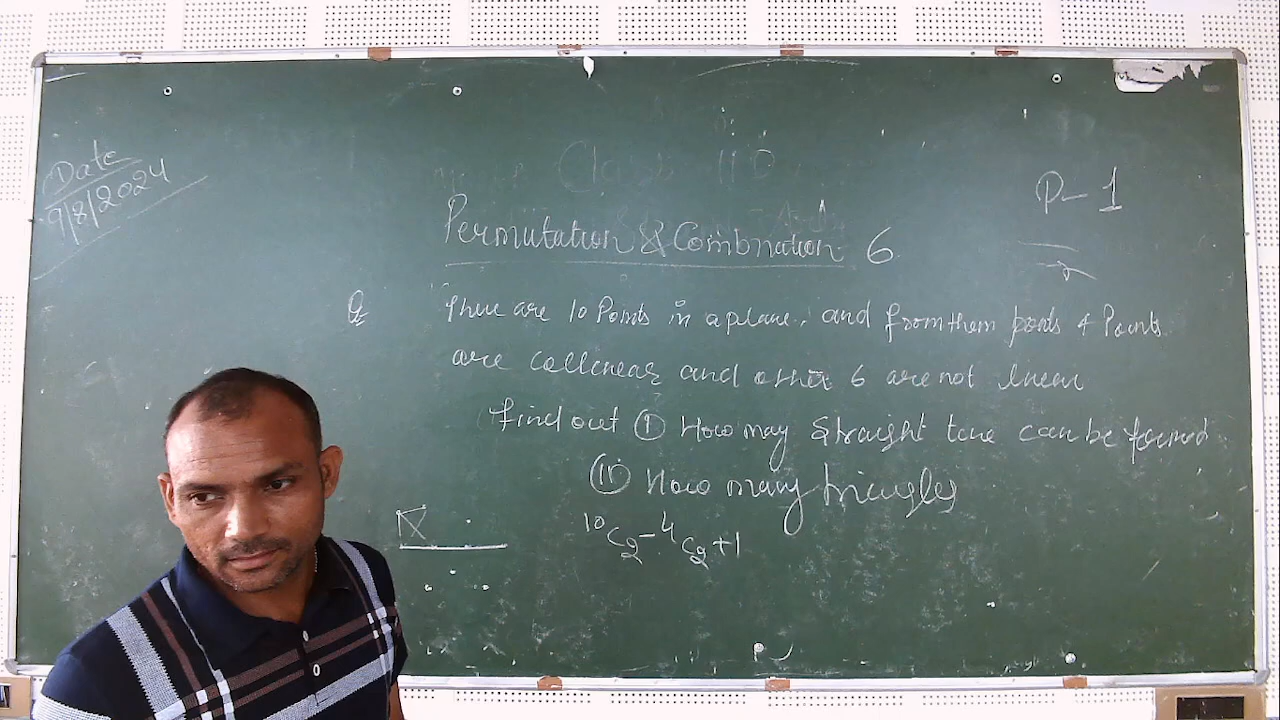 Date
9/8/2024
Class 11D
P-1
Permutation & Combination 6
Q There are 10 Points in a plane, and from them points 4 Points
are collinear and other 6 are not linear
find out (I) How may Straight line can be formed
(II) How many triangles
¹⁰C₂ - ⁴C₂ + 1